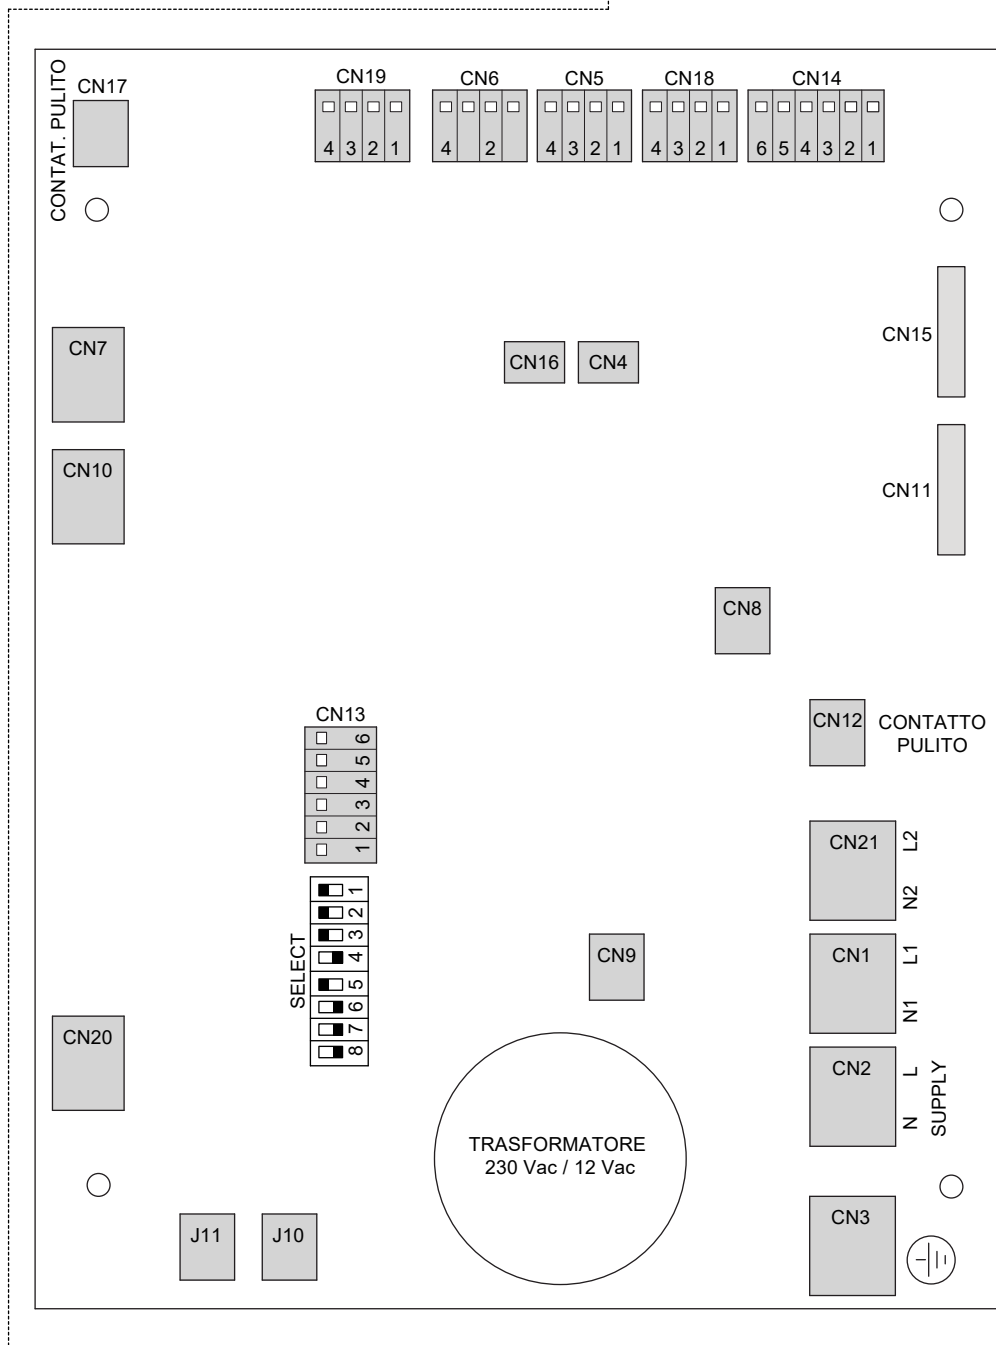 CONTAT. PULITO
CN17
CN19
CN6
CN5
CN18
CN14
4 3 2 1
4 2
4 3 2 1
4 3 2 1
6 5 4 3 2 1
CN15
CN7
CN16
CN4
CN10
CN11
CN8
CN13
CN12
CONTATTO
PULITO
6
5
4
3
2
1
CN21
L2
N2
SELECT
1
2
3
4
5
6
7
8
CN9
CN1
L1
N1
CN20
CN2
L
N
SUPPLY
TRASFORMATORE
230 Vac / 12 Vac
J11
J10
CN3